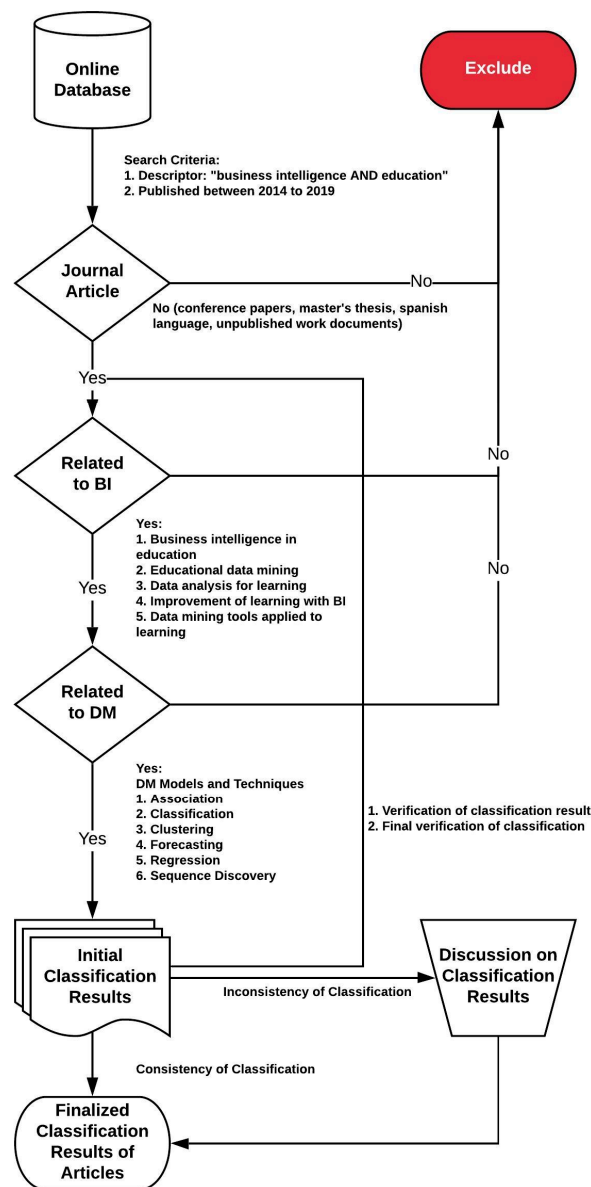 Online
Database
Exclude
Search Criteria:
1. Descriptor: "business intelligence AND education"
2. Published between 2014 to 2019
Journal
Article
No
No (conference papers, master's thesis, spanish
language, unpublished work documents)
Yes
Related
to BI
No
Yes:
1. Business intelligence in
education
2. Educational data mining
3. Data analysis for learning
4. Improvement of learning with BI
5. Data mining tools applied to
learning
Yes
No
Related
to DM
Yes:
DM Models and Techniques
1. Association
2. Classification
3. Clustering
4. Forecasting
5. Regression
6. Sequence Discovery
Yes
1. Verification of classification result
2. Final verification of classification
Initial
Classification
Results
Discussion on
Classification
Results
Inconsistency of Classification
Consistency of Classification
Finalized
Classification
Results of
Articles